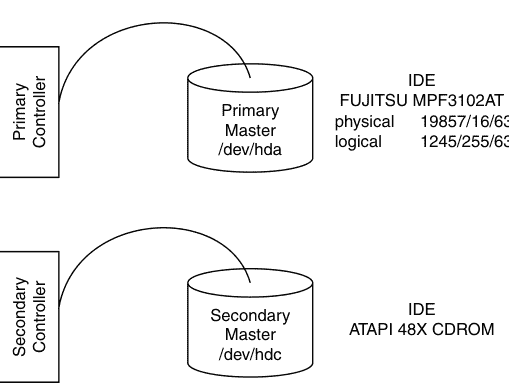 Primary
Controller
Primary
Master
/dev/hda
IDE
FUJITSU MPF3102AT
physical 19857/16/63
logical 1245/255/63
Secondary
Controller
Secondary
Master
/dev/hdc
IDE
ATAPI 48X CDROM